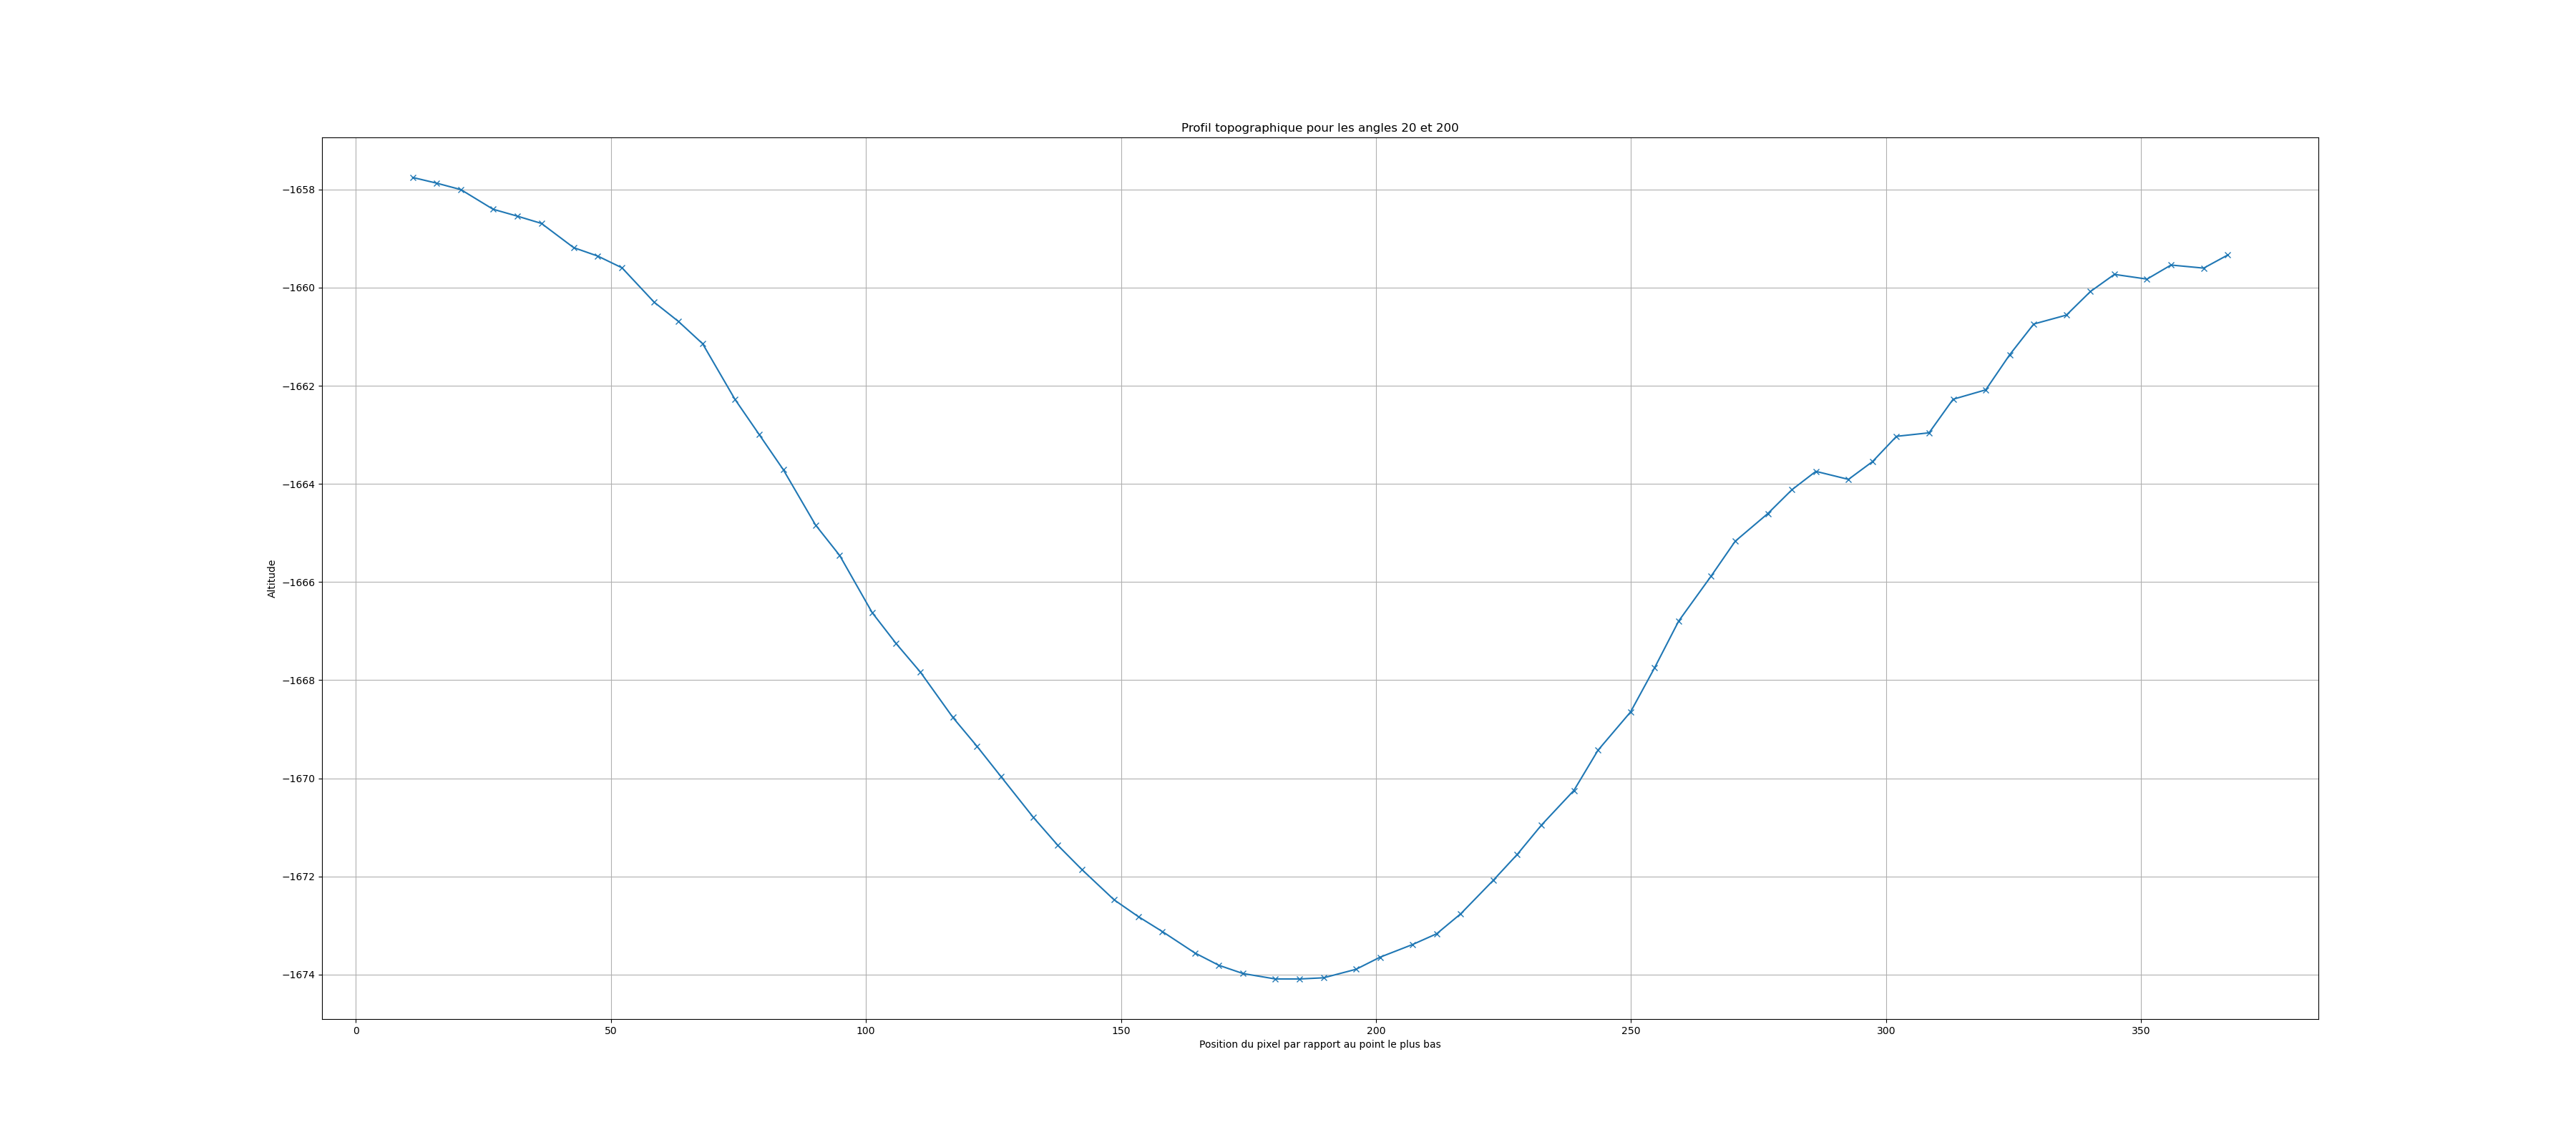 Profil topographique pour les angles 20 et 200
−1658
−1660
−1662
−1664
−1666
−1668
−1670
−1672
−1674
Altitude
0 50 100 150 200 250 300 350
Position du pixel par rapport au point le plus bas